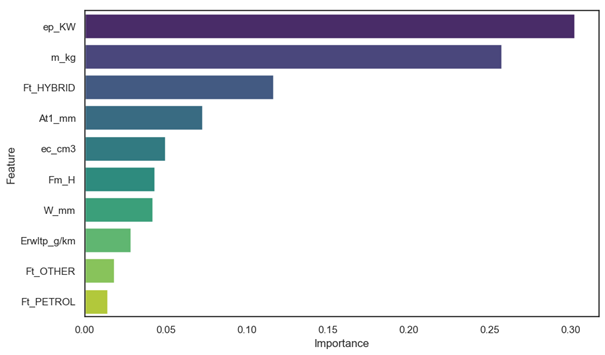 ep_KW
m_kg
Ft_HYBRID
At1_mm
ec_cm3
Fm_H
W_mm
Erwltp_g/km
Ft_OTHER
Ft_PETROL
Feature
0.00 0.05 0.10 0.15 0.20 0.25 0.30
Importance